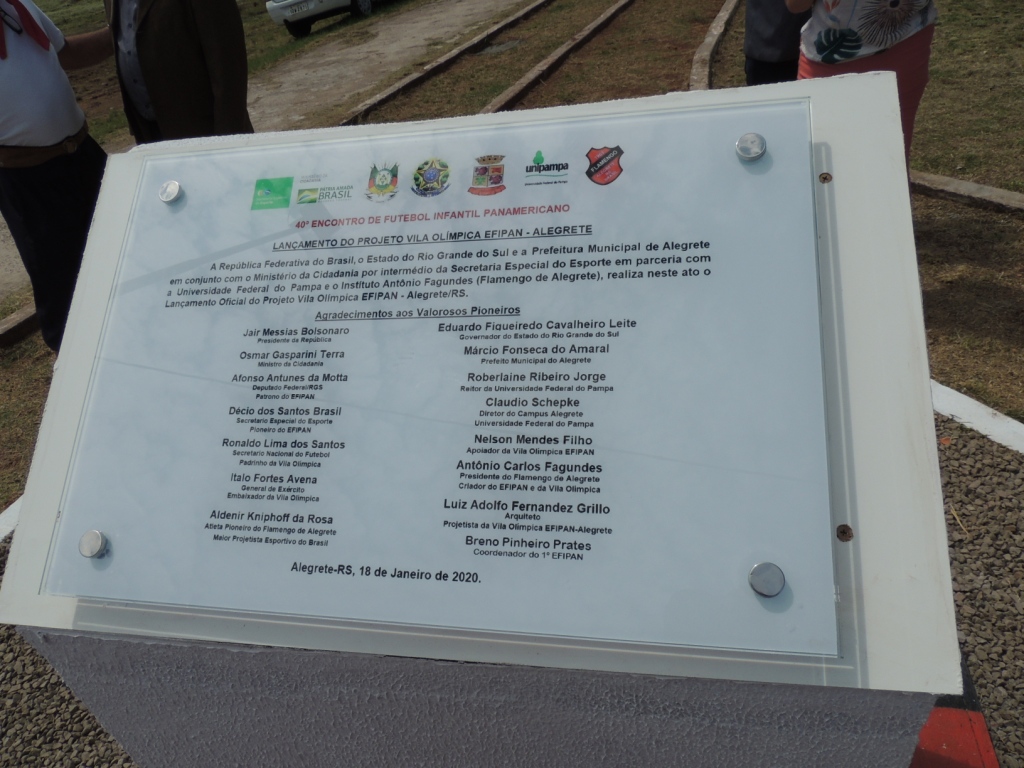 PÁTRIA AMADA
BRASIL
unipampa
FLAMENGO
40º ENCONTRO DE FUTEBOL INFANTIL PANAMERICANO
LANÇAMENTO DO PROJETO VILA OLÍMPICA EFIPAN - ALEGRETE
A República Federativa do Brasil, o Estado do Rio Grande do Sul e a Prefeitura Municipal de Alegrete
em conjunto com o Ministério da Cidadania por intermédio da Secretaria Especial do Esporte em parceria com
a Universidade Federal do Pampa e o Instituto Antônio Fagundes (Flamengo de Alegrete), realiza neste ato o
Lançamento Oficial do Projeto Vila Olímpica EFIPAN - Alegrete/RS.
Agradecimentos aos Valorosos Pioneiros
Jair Messias Bolsonaro
Presidente da República
Osmar Gasparini Terra
Ministro da Cidadania
Afonso Antunes da Motta
Deputado Federal/RGS
Patrono do EFIPAN
Décio dos Santos Brasil
Secretario Especial do Esporte
Pioneiro do EFIPAN
Ronaldo Lima dos Santos
Secretario Nacional do Futebol
Padrinho da Vila Olímpica
Italo Fortes Avena
General de Exército
Embaixador da Vila Olímpica
Aldenir Kniphoff da Rosa
Atleta Pioneiro do Flamengo de Alegrete
Maior Projetista Esportivo do Brasil
Eduardo Figueiredo Cavalheiro Leite
Governador do Estado do Rio Grande do Sul
Márcio Fonseca do Amaral
Prefeito Municipal do Alegrete
Roberlaine Ribeiro Jorge
Reitor da Universidade Federal do Pampa
Claudio Schepke
Diretor do Campus Alegrete
Universidade Federal do Pampa
Nelson Mendes Filho
Apoiador da Vila Olímpica EFIPAN
Antônio Carlos Fagundes
Presidente do Flamengo de Alegrete
Criador do EFIPAN e da Vila Olímpica
Luiz Adolfo Fernandez Grillo
Arquiteto
Projetista da Vila Olímpica EFIPAN-Alegrete
Breno Pinheiro Prates
Coordenador do 1º EFIPAN
Alegrete-RS, 18 de Janeiro de 2020.